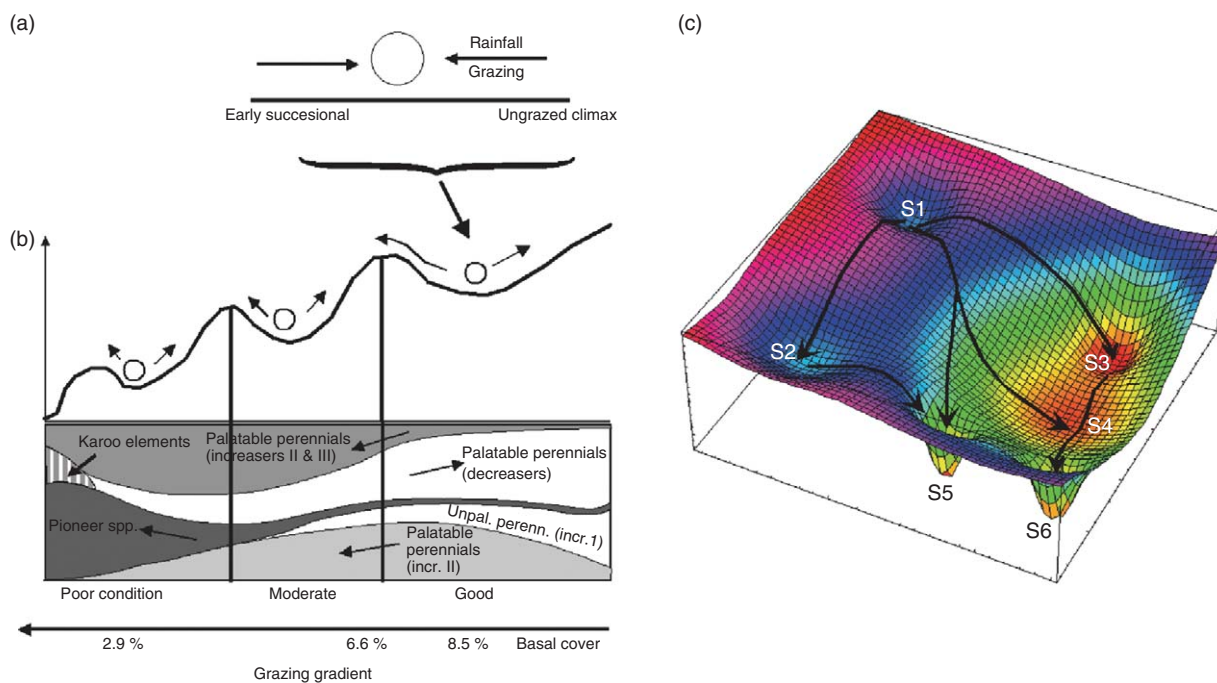 (a)
Rainfall
Grazing
Early succesional
Ungrazed climax
(b)
Karoo elements
Palatable perennials
(increasers II & III)
Palatable perennials
(decreasers)
Pioneer spp.
Unpal. perenn. (incr.1)
Palatable
perennials
(incr. II)
Poor condition
Moderate
Good
2.9 %
6.6 %
8.5 %
Basal cover
Grazing gradient
(c)
S1
S2
S3
S4
S5
S6